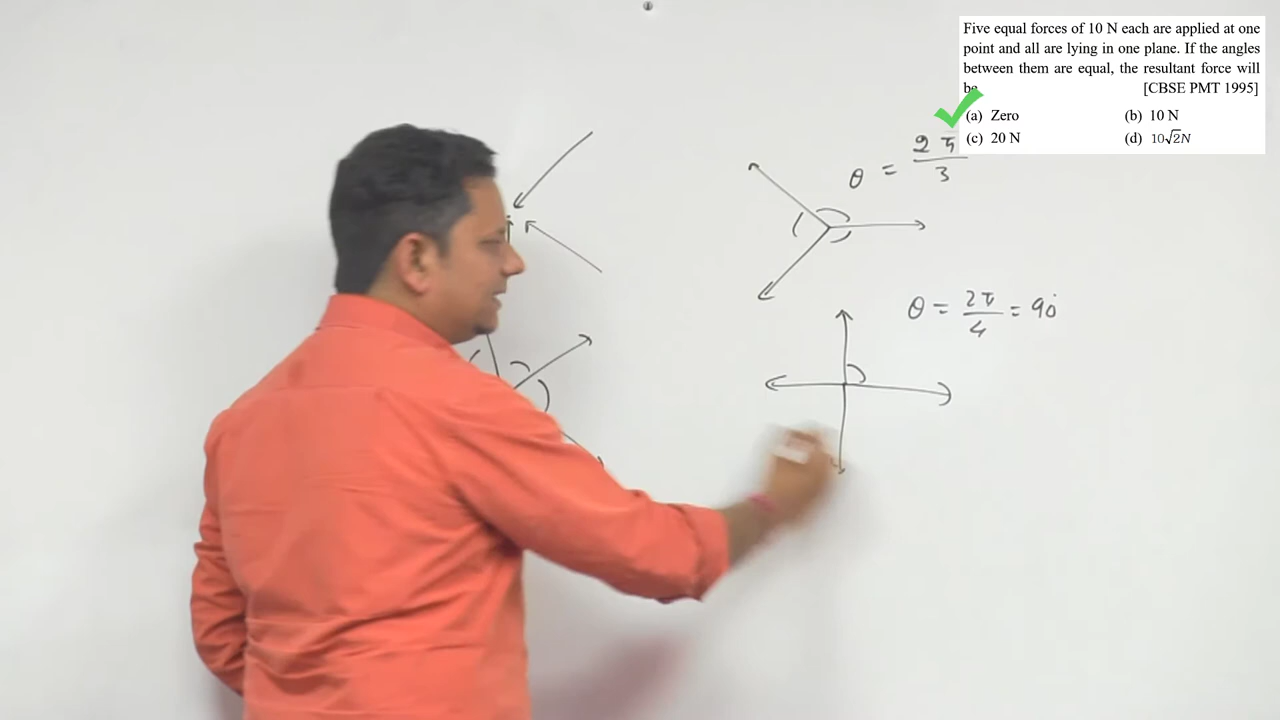 Five equal forces of 10 N each are applied at one
point and all are lying in one plane. If the angles
between them are equal, the resultant force will
be [CBSE PMT 1995]
(a) Zero (b) 10 N
(c) 20 N (d) 10√2N
θ = 2π/3
θ = 2π/4 = 90°